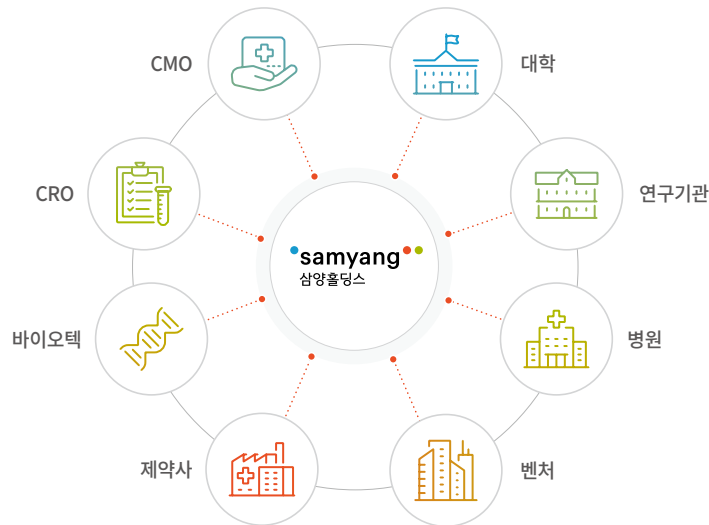 CMO
대학
CRO
연구기관
samyang
삼양홀딩스
바이오텍
병원
제약사
벤처